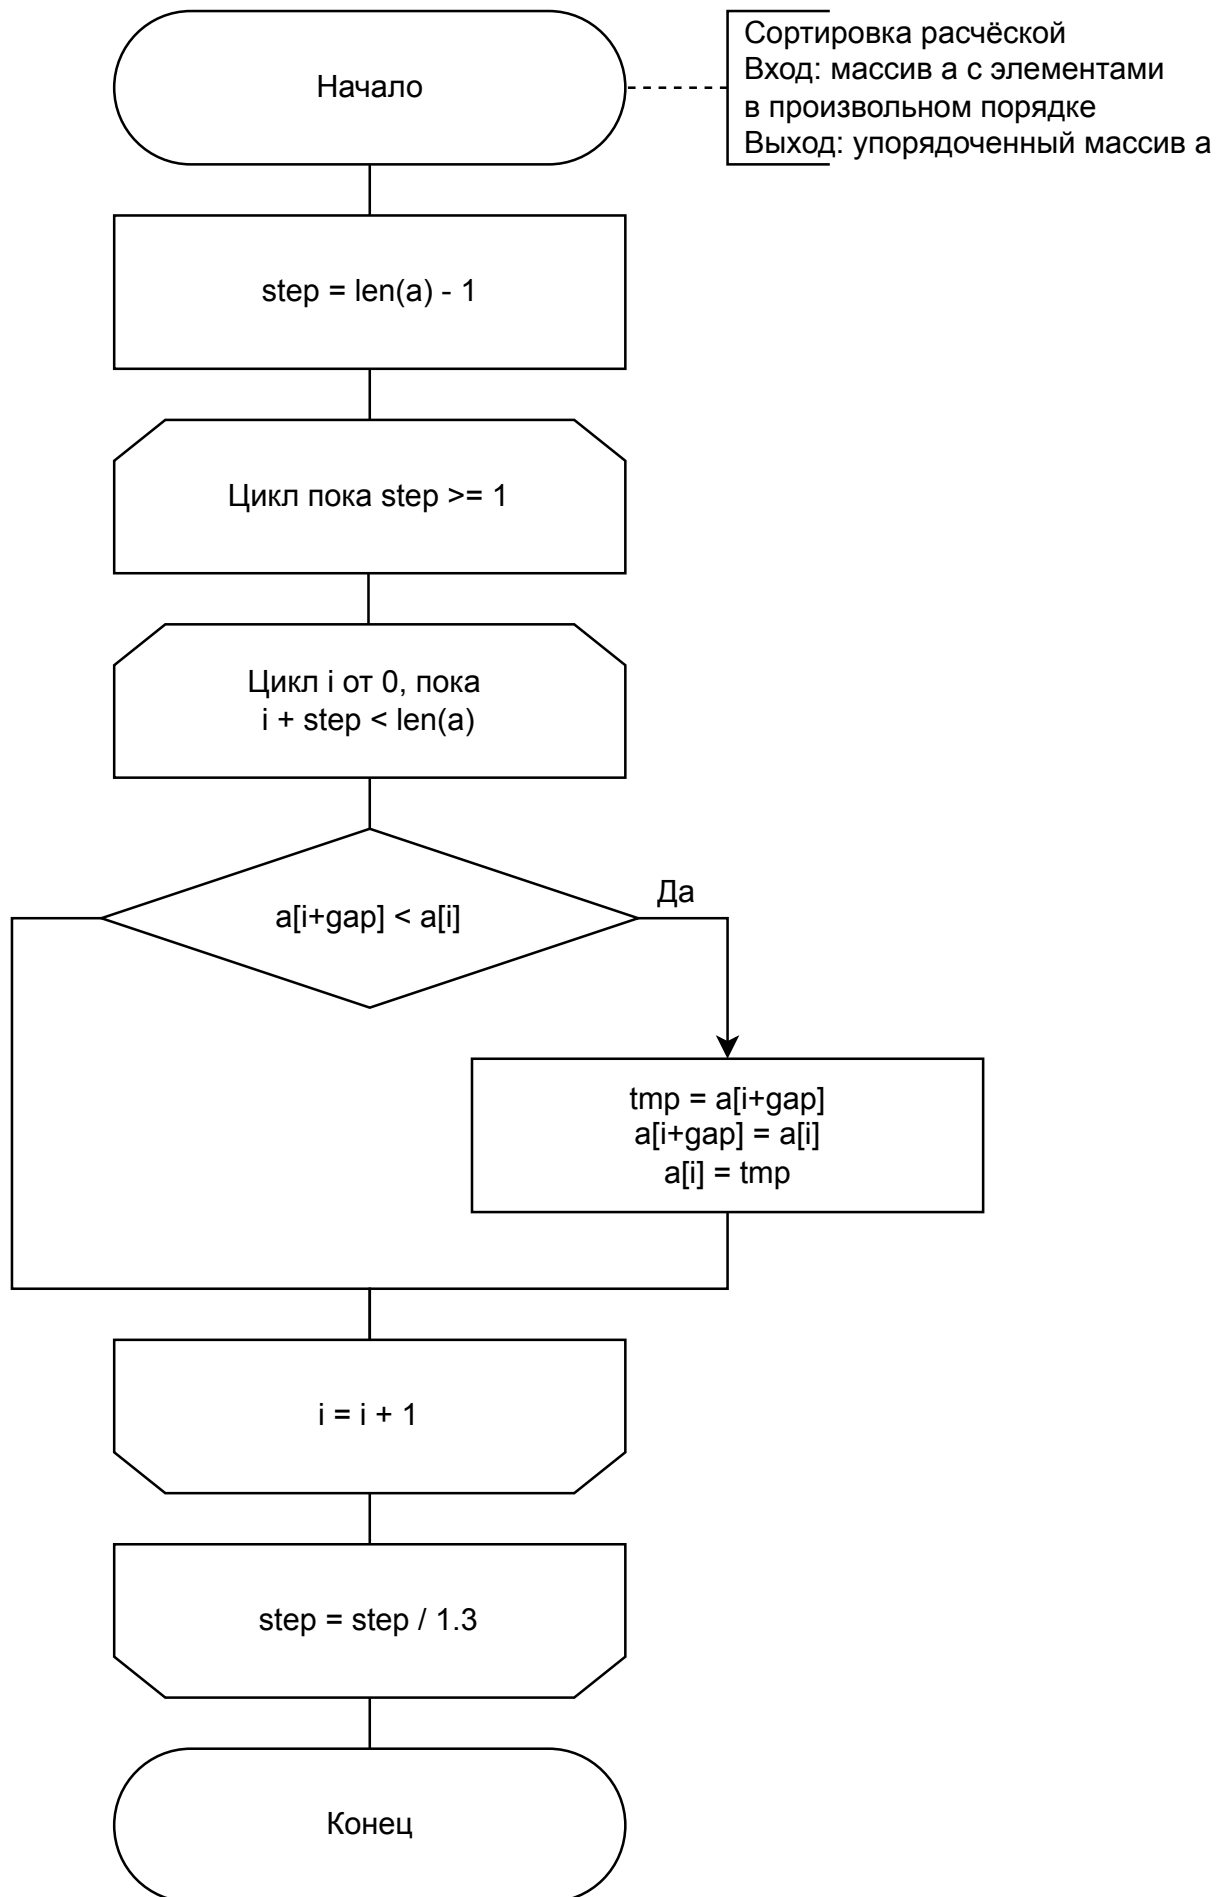 Начало
Сортировка расчёской
Вход: массив a с элементами
в произвольном порядке
Выход: упорядоченный массив a
step = len(a) - 1
Цикл пока step >= 1
Цикл i от 0, пока
i + step < len(a)
a[i+gap] < a[i]
Да
tmp = a[i+gap]
a[i+gap] = a[i]
a[i] = tmp
i = i + 1
step = step / 1.3
Конец